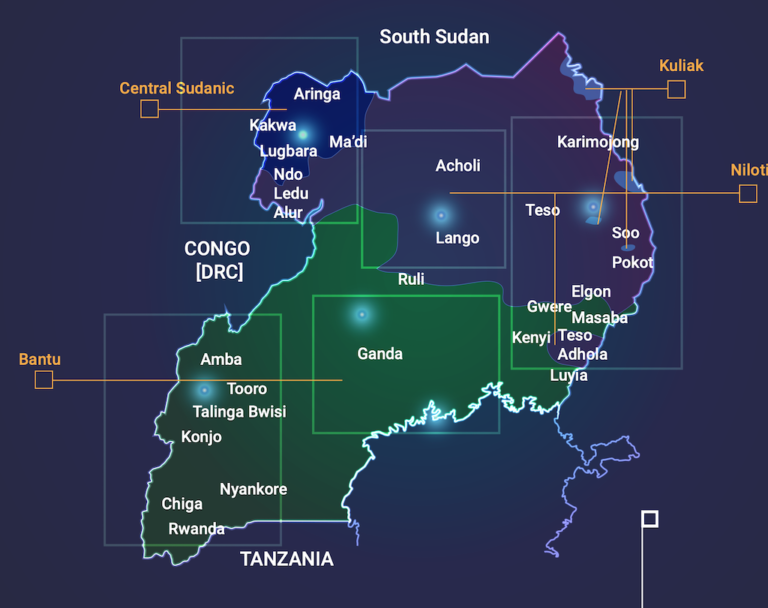 South Sudan
Kuliak
Central Sudanic
Aringa
Kakwa
Ma'di
Karimojong
Lugbara
Acholi
Ndo
Niloti
Ledu
Alur
Teso
Soo
Lango
CONGO
[DRC]
Pokot
Ruli
Elgon
Gwere
Masaba
Kenyi
Teso
Adhola
Ganda
Bantu
Amba
Luyia
Tooro
Talinga Bwisi
Konjo
Nyankore
Chiga
Rwanda
TANZANIA